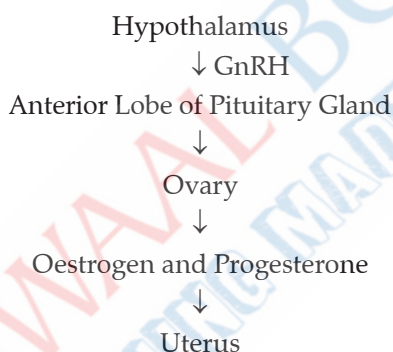 Hypothalamus
↓ GnRH
Anterior Lobe of Pituitary Gland
↓
Ovary
↓
Oestrogen and Progesterone
↓
Uterus